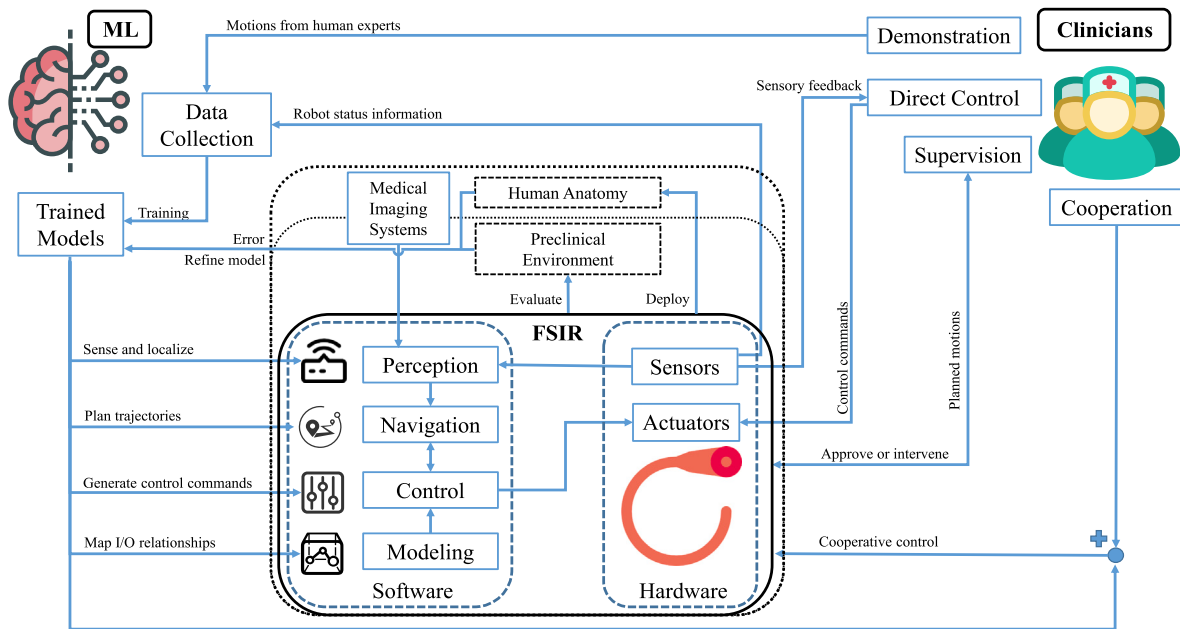 ML
Motions from human experts
Demonstration
Clinicians
Sensory feedback
Direct Control
Data
Collection
Robot status information
Supervision
Medical
Imaging
Systems
Human Anatomy
Trained
Models
Training
Cooperation
Error
Refine model
Preclinical
Environment
Evaluate
Deploy
FSIR
Sense and localize
Perception
Sensors
Control commands
Planned motions
Plan trajectories
Navigation
Actuators
Approve or intervene
Generate control commands
Control
Map I/O relationships
Modeling
Cooperative control
Software
Hardware